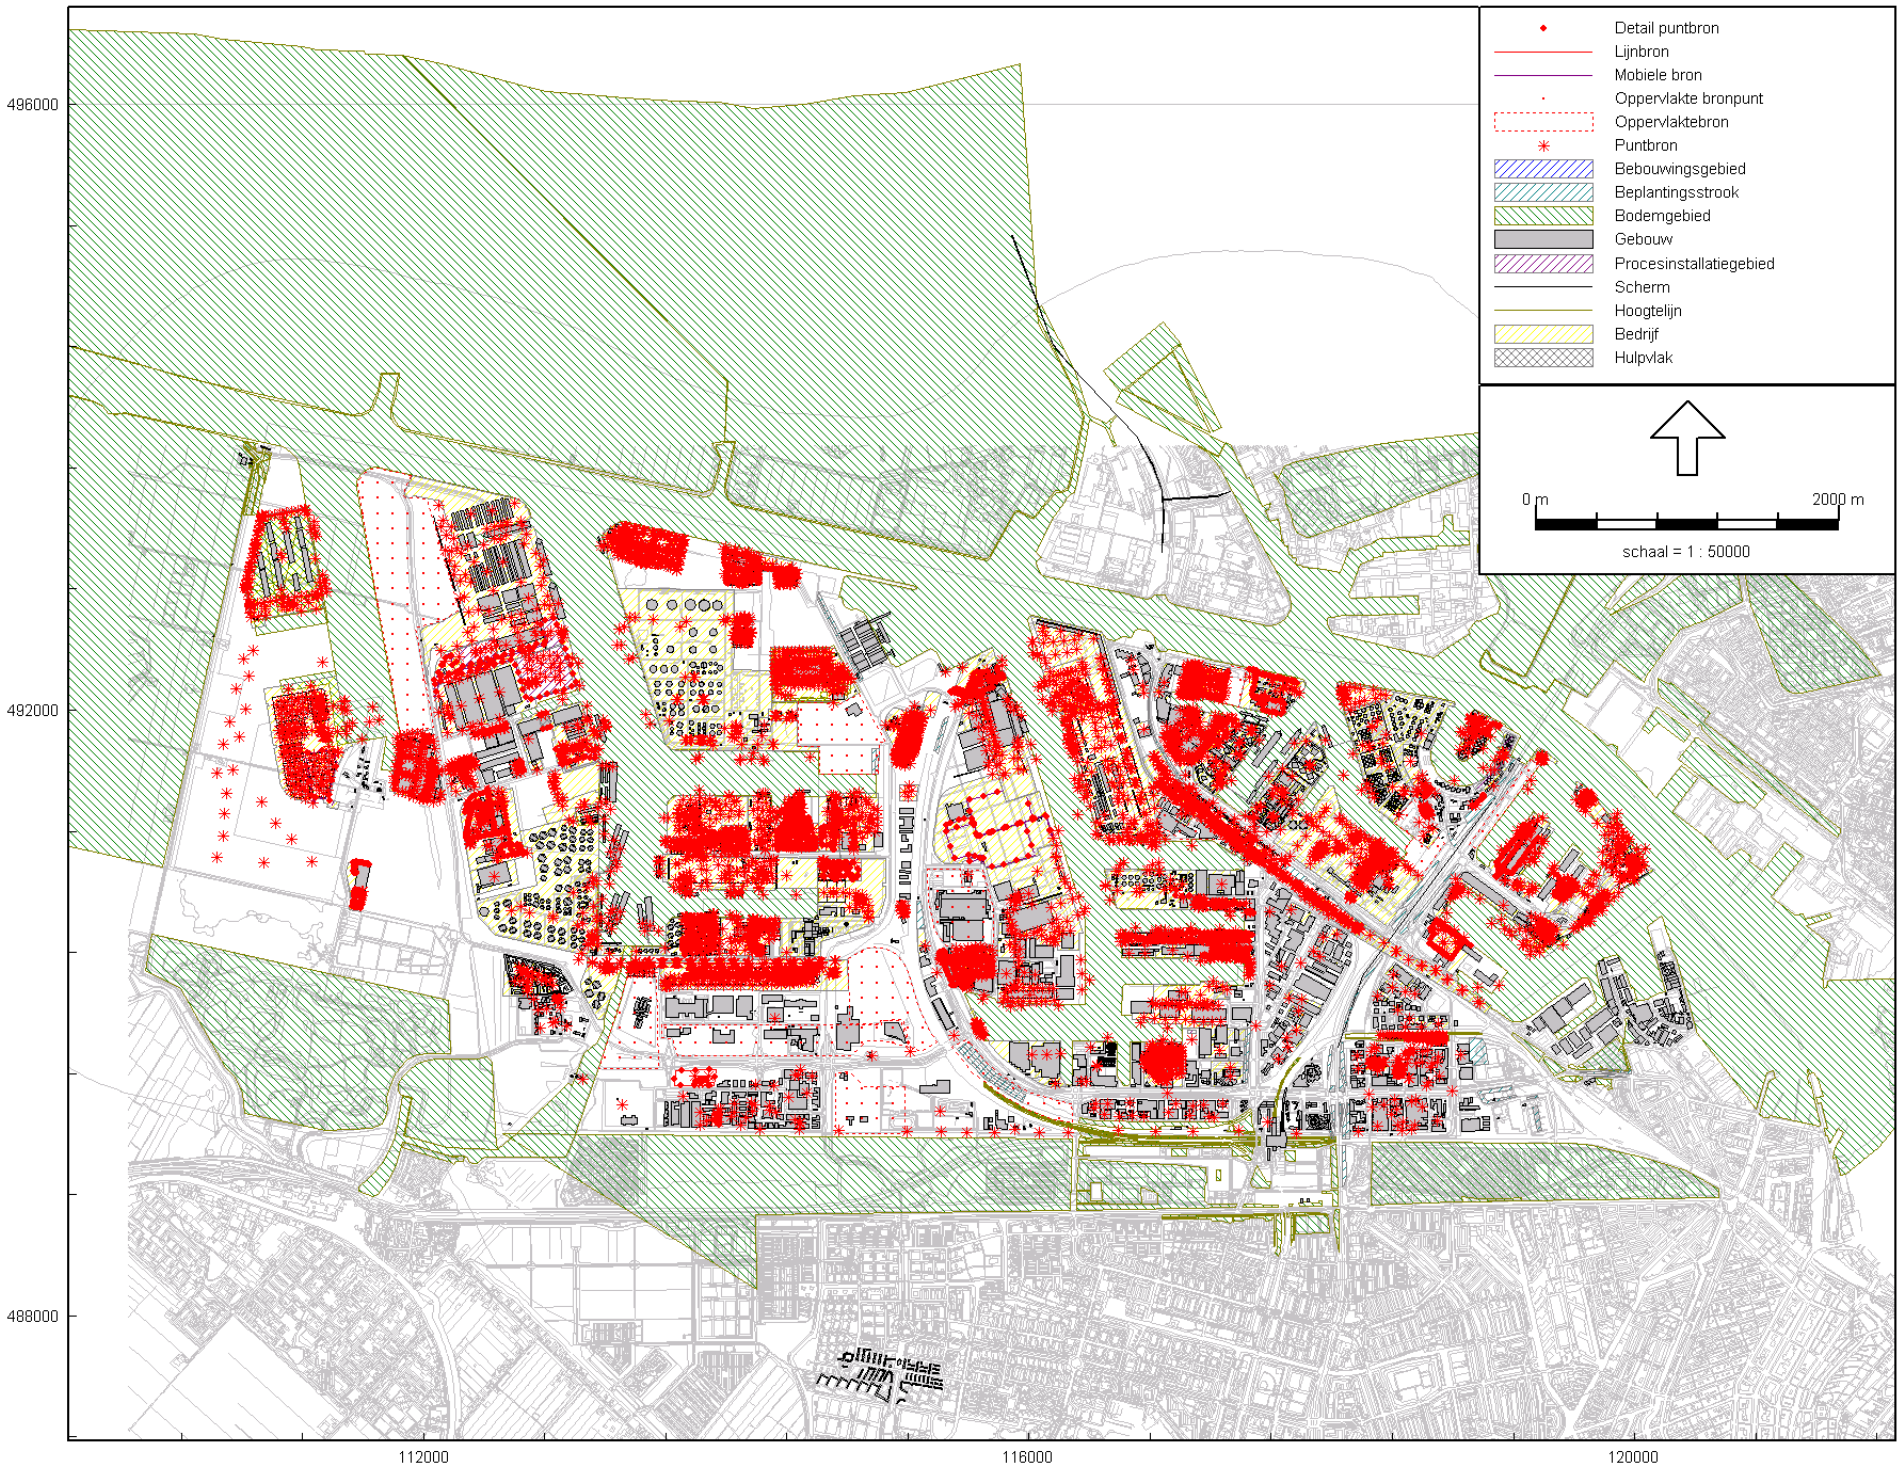 Detail puntbron
Lijnbron
Mobiele bron
Oppervlakte bronpunt
Oppervlaktebron
Puntbron
Bebouwingsgebied
Beplantingsstrook
Bodemgebied
Gebouw
Procesinstallatiegebied
Scherm
Hoogtelijn
Bedrijf
Hulpvlak
0 m 2000 m
schaal = 1 : 50000
496000
492000
488000
112000 116000 120000